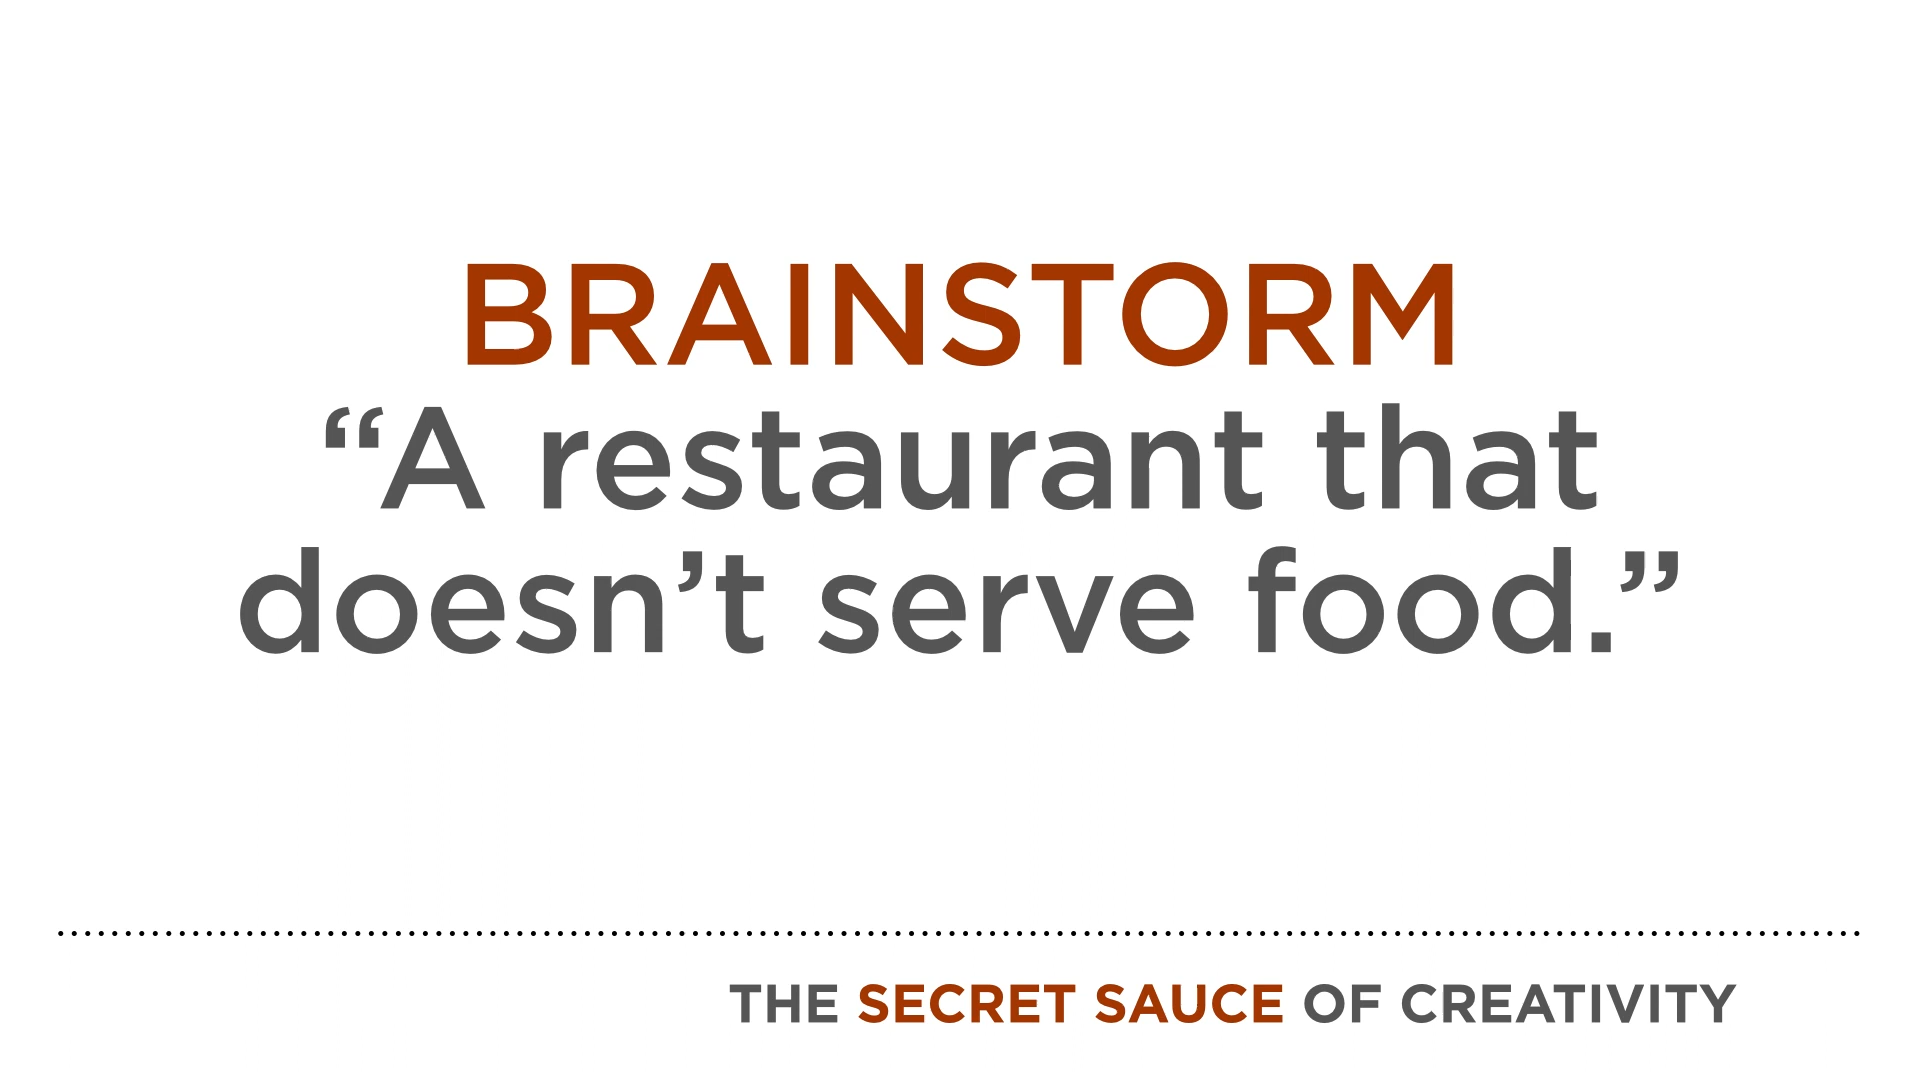 BRAINSTORM
“A restaurant that
doesn’t serve food.”
THE SECRET SAUCE OF CREATIVITY